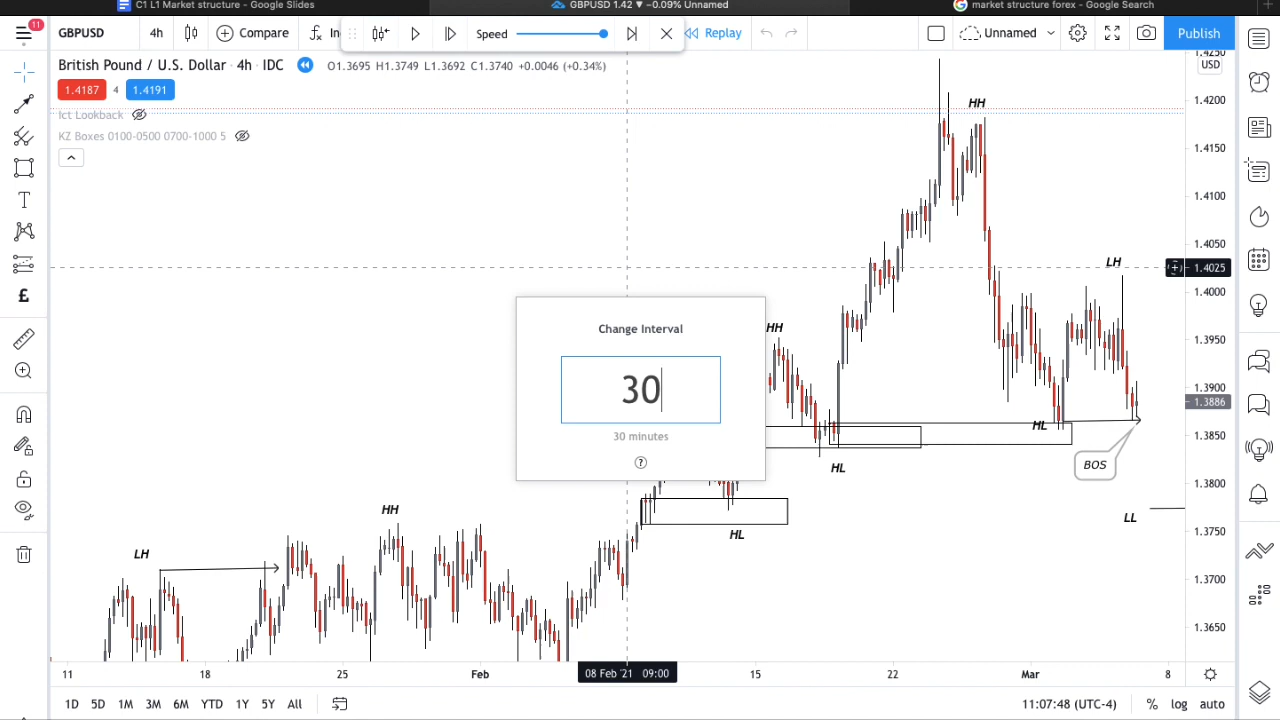 C1 L1 Market structure - Google Slides
GBPUSD 1.42 ▼ −0.09% Unnamed
market structure forex - Google Search
11
GBPUSD
4h
Compare
In
Speed
Replay
Unnamed
Publish
British Pound / U.S. Dollar · 4h · IDC
O1.3695 H1.3749 L1.3692 C1.3740 +0.0046 (+0.34%)
1.4187
4
1.4191
Ict Lookback
KZ Boxes 0100-0500 0700-1000 5
USD
1.4250
1.4200
1.4150
1.4100
1.4050
1.4025
1.4000
1.3950
1.3900
1.3886
1.3850
1.3800
1.3750
1.3700
1.3650
HH
LH
HH
HL
BOS
HL
LL
HL
HH
LH
Change Interval
30
30 minutes
11
18
25
Feb
08 Feb '21 09:00
15
22
Mar
8
1D
5D
1M
3M
6M
YTD
1Y
5Y
All
11:07:48 (UTC-4)
%
log
auto